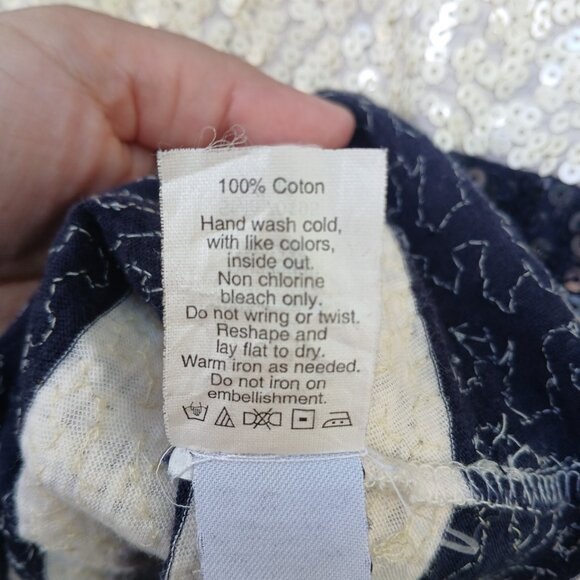 100% Coton
Hand wash cold,
with like colors,
inside out.
Non chlorine
bleach only.
Do not wring or twist.
Reshape and
lay flat to dry.
Warm iron as needed.
Do not iron on
embellishment.